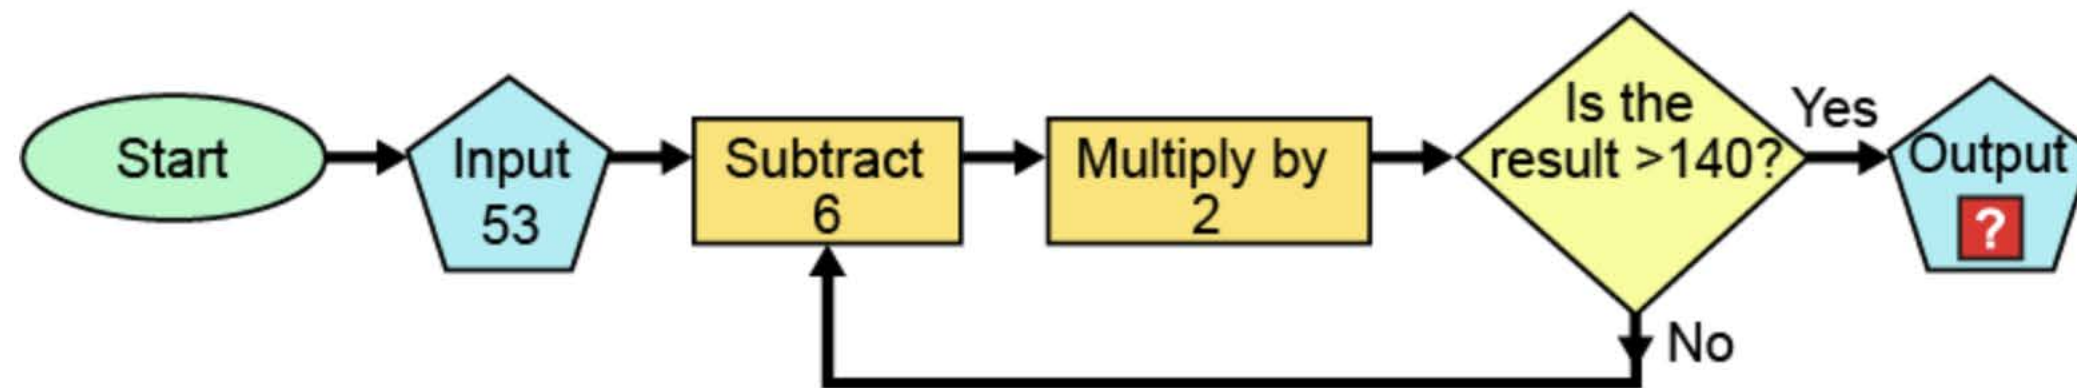 Start
Input
53
Subtract
6
Multiply by
2
Is the
result >140?
Yes
Output
?
No